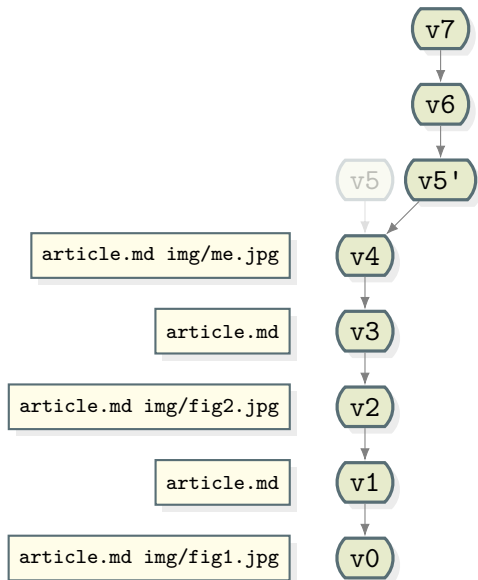 v7
v6
v5 v5'
article.md img/me.jpg v4
article.md v3
article.md img/fig2.jpg v2
article.md v1
article.md img/fig1.jpg v0